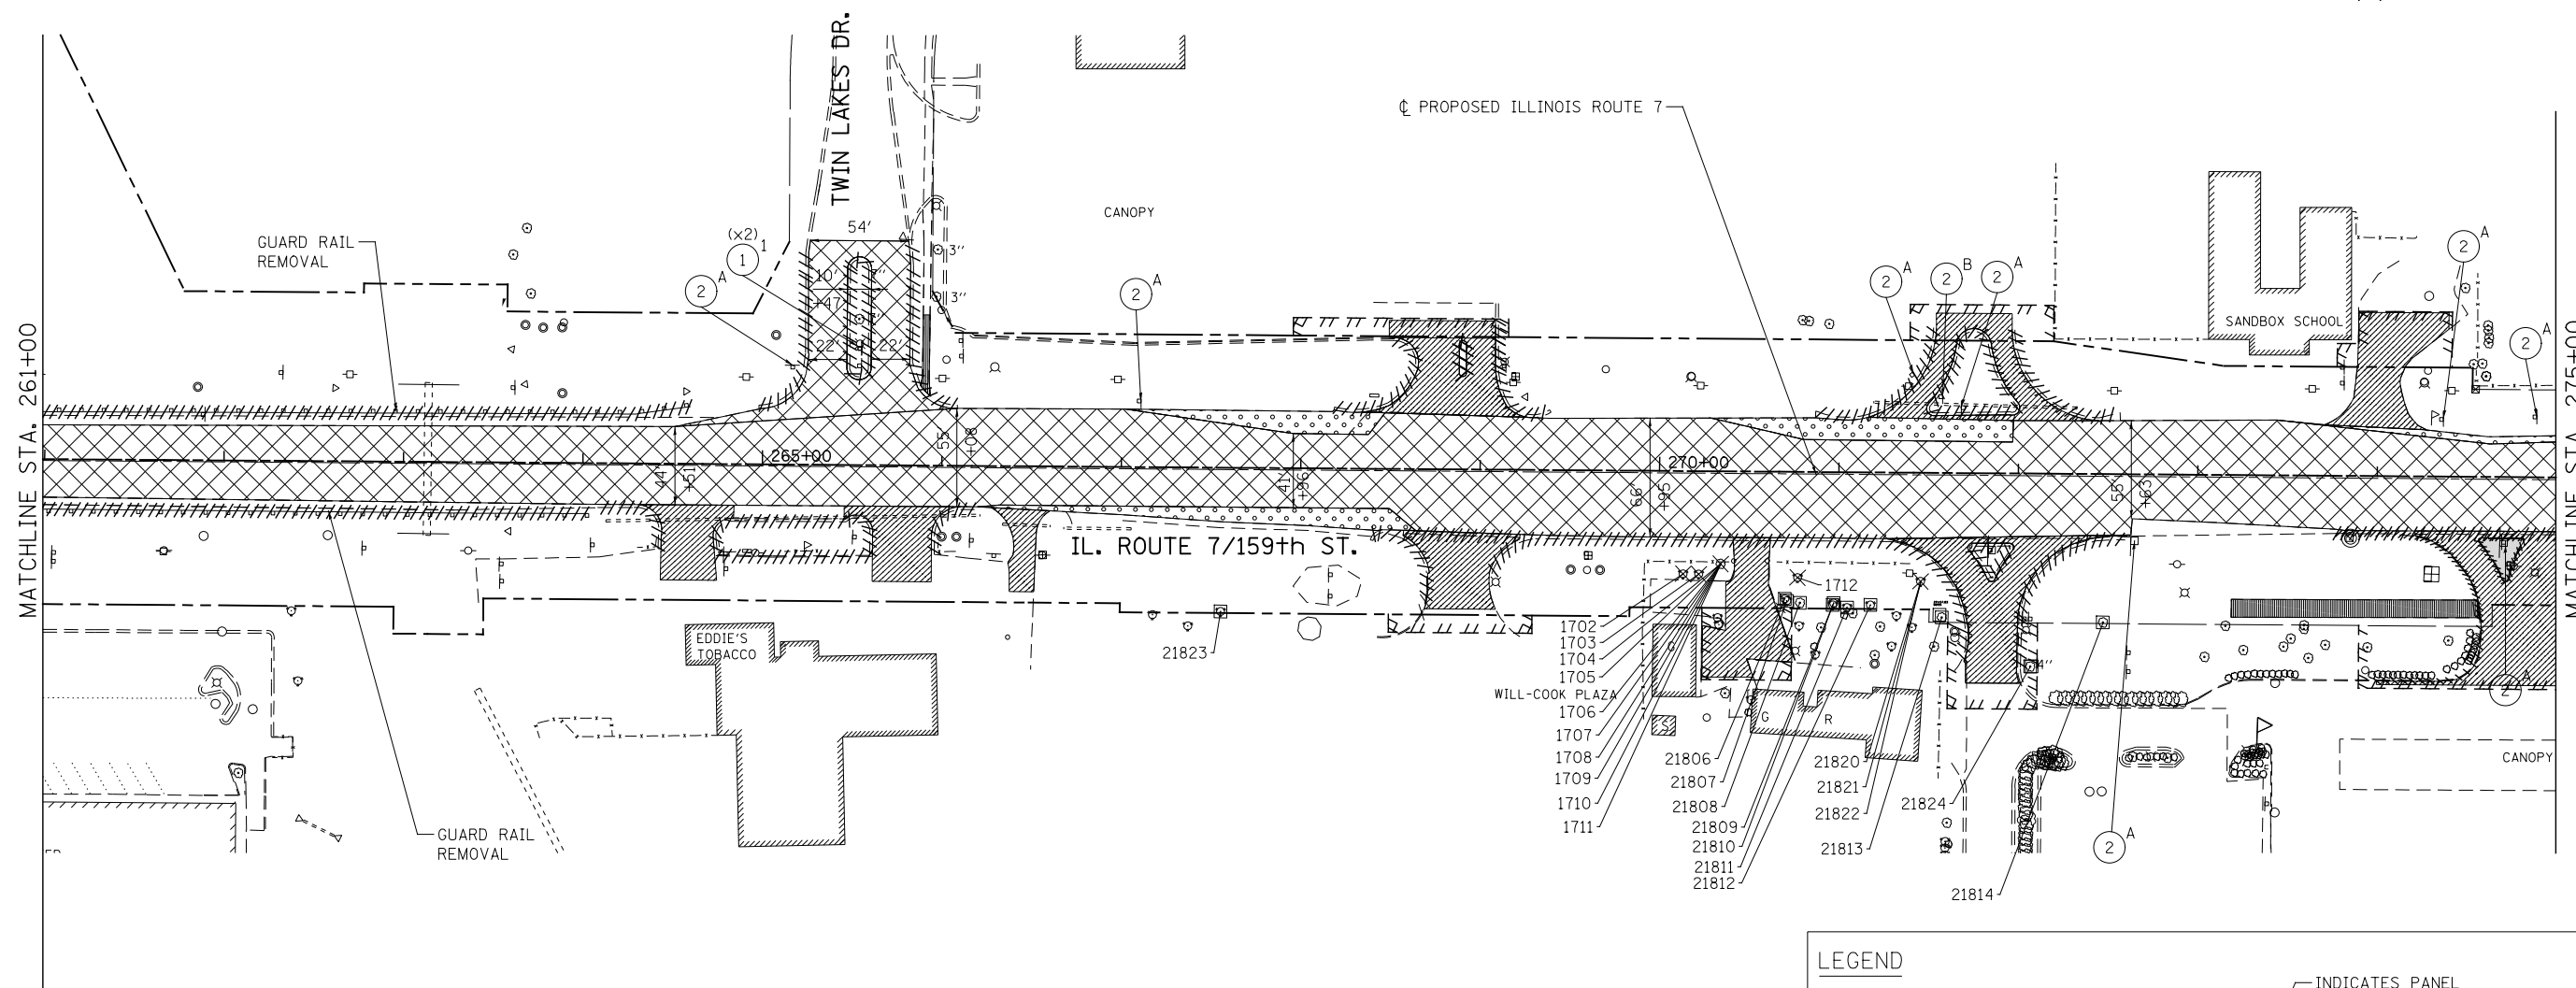 TWIN LAKES DR.
℄ PROPOSED ILLINOIS ROUTE 7
CANOPY
GUARD RAIL
REMOVAL
54'
(x2)
1
1
2
A
10'
+47
22'
22'
3''
3''
2
A
2
A
2
B
2
A
2
A
2
A
SANDBOX SCHOOL
MATCHLINE STA. 261+00
MATCHLINE STA. 275+00
265+00
270+00
44'
+51
55'
+08
41'
+96
66'
+95
55'
+63
IL. ROUTE 7/159th ST.
EDDIE'S
TOBACCO
21823
1702
1703
1704
1705
1706
1707
1708
1709
1710
1711
1712
WILL-COOK PLAZA
S
G
R
4''
21806
21807
21808
21809
21810
21811
21812
21820
21821
21822
21813
21824
21814
2
A
2
A
CANOPY
GUARD RAIL
REMOVAL
LEGEND
INDICATES PANEL